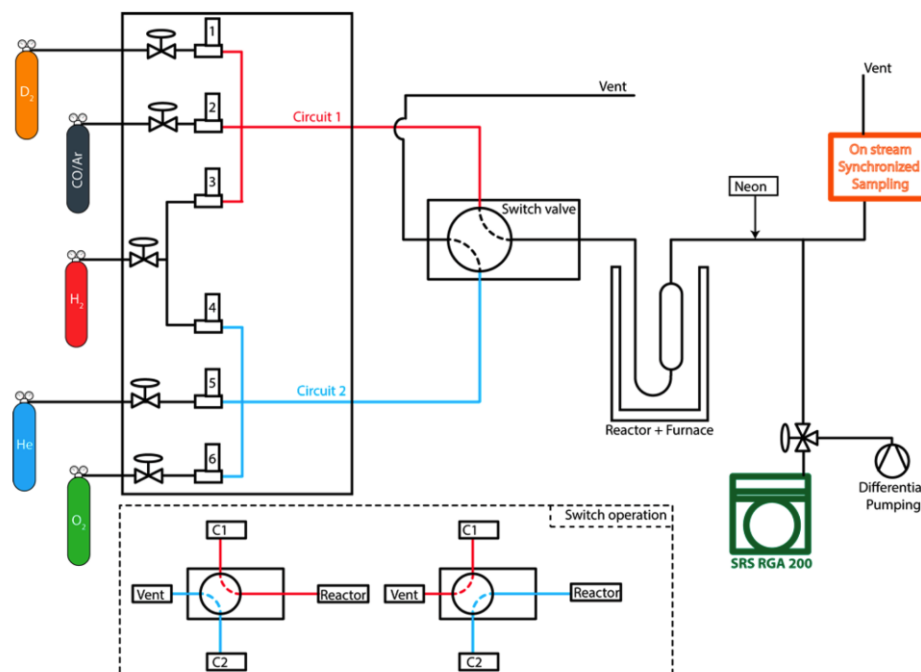 1
D2
2
CO/Ar
3
H2
4
5
He
6
O2
Circuit 1
Circuit 2
Vent
Switch valve
Reactor + Furnace
Neon
Vent
On stream
Synchronized
Sampling
Differential
Pumping
SRS RGA 200
Switch operation
C1
Vent
Reactor
C2
C1
Vent
Reactor
C2